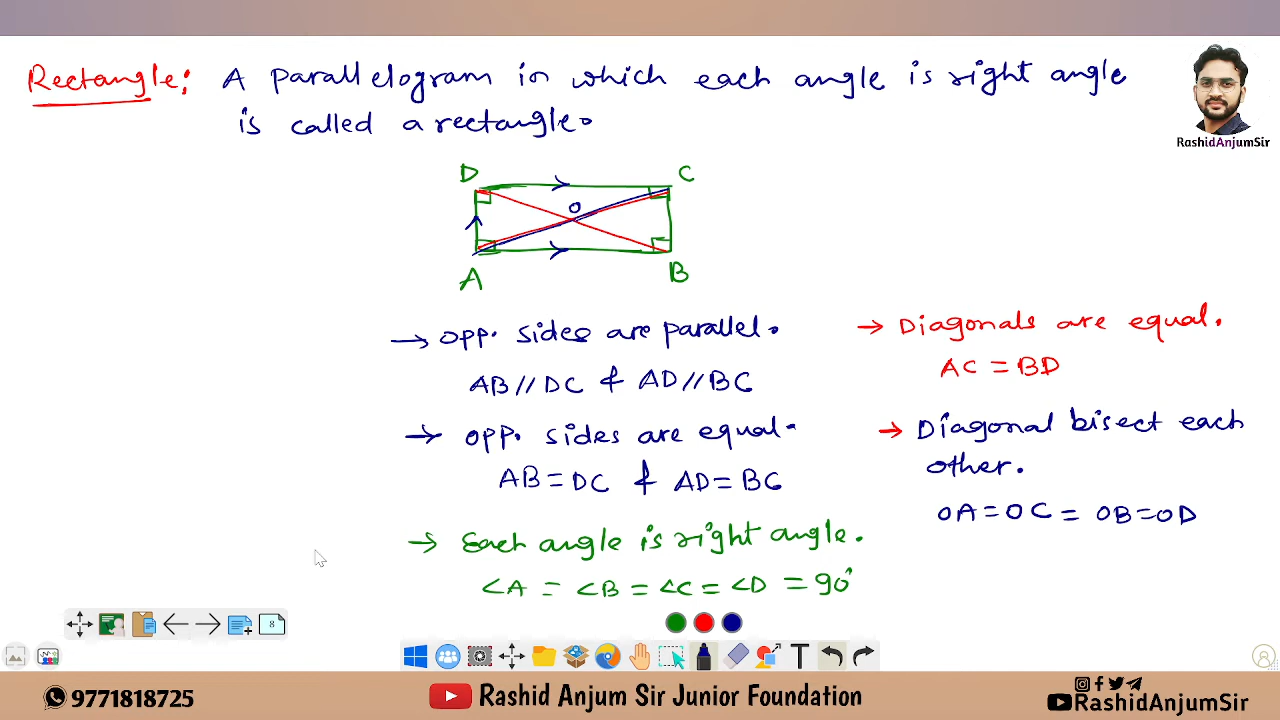 Rectangle: A parallelogram in which each angle is right angle
is called a rectangle.
RashidAnjumSir
D C
O
A B
→ opp. sides are parallel.
AB // DC & AD // BC
→ opp. sides are equal.
AB = DC & AD = BC
→ Each angle is right angle.
∠A = ∠B = ∠C = ∠D = 90°
→ Diagonals are equal.
AC = BD
→ Diagonal bisect each
other.
OA = OC = OB = OD
8
T
9771818725
Rashid Anjum Sir Junior Foundation
RashidAnjumSir